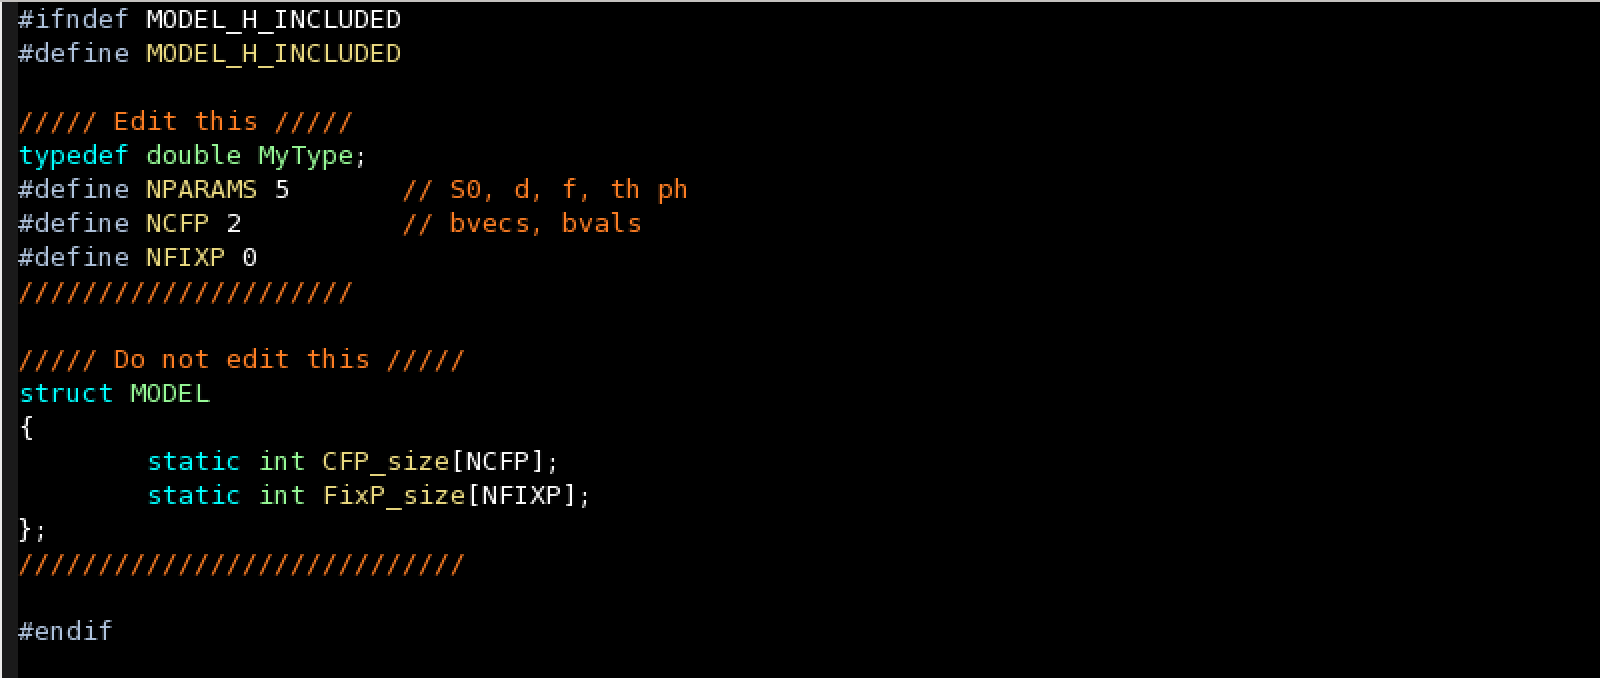 #ifndef MODEL_H_INCLUDED
#define MODEL_H_INCLUDED
///// Edit this /////
typedef double MyType;
#define NPARAMS 5       // S0, d, f, th ph
#define NCFP 2          // bvecs, bvals
#define NFIXP 0
/////////////////////
///// Do not edit this /////
struct MODEL
{
        static int CFP_size[NCFP];
        static int FixP_size[NFIXP];
};
////////////////////////////
#endif